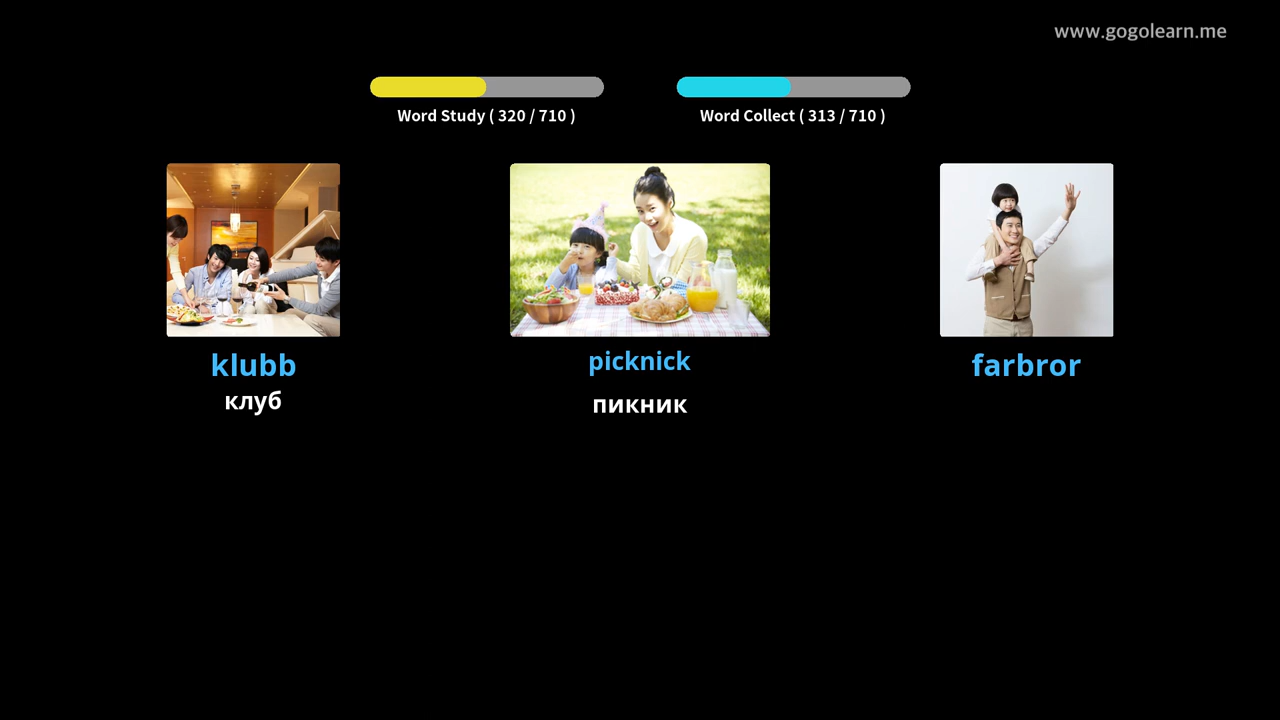 www.gogolearn.me
Word Study ( 320 / 710 )
Word Collect ( 313 / 710 )
klubb
клуб
picknick
пикник
farbror